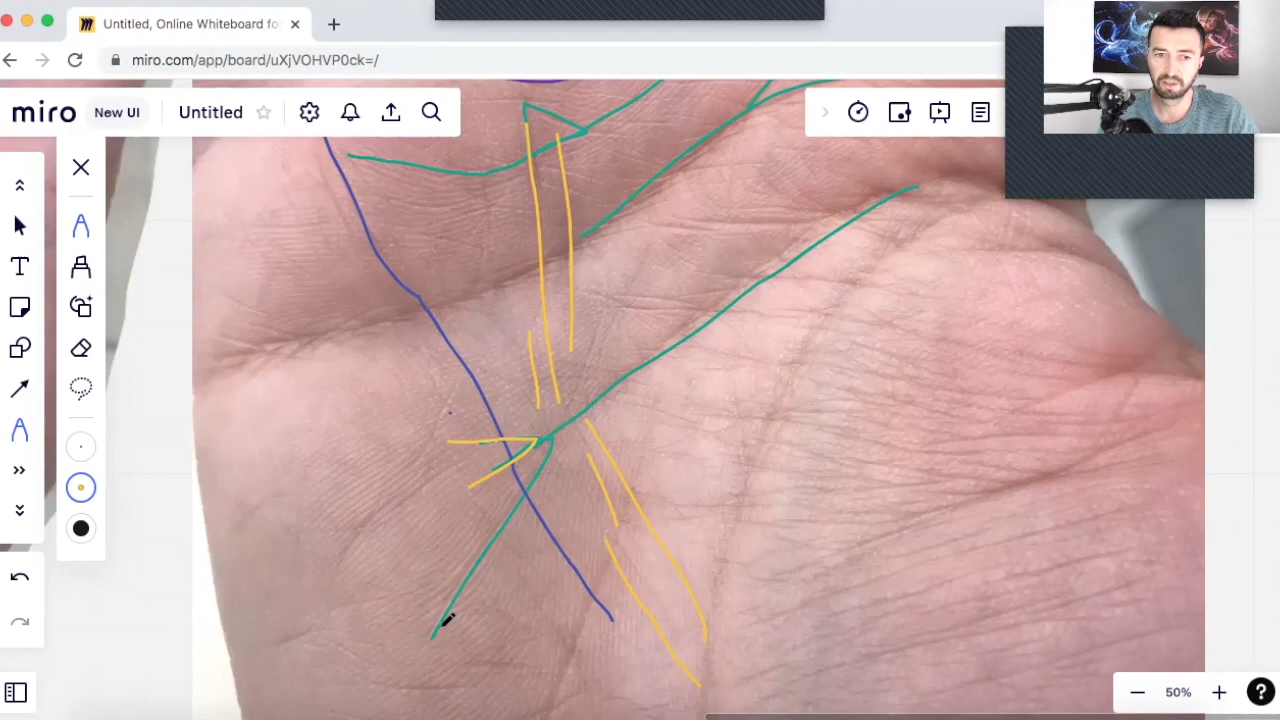 Untitled, Online Whiteboard fo
miro.com/app/board/uXjVOHVP0ck=/
miro New UI Untitled
50%